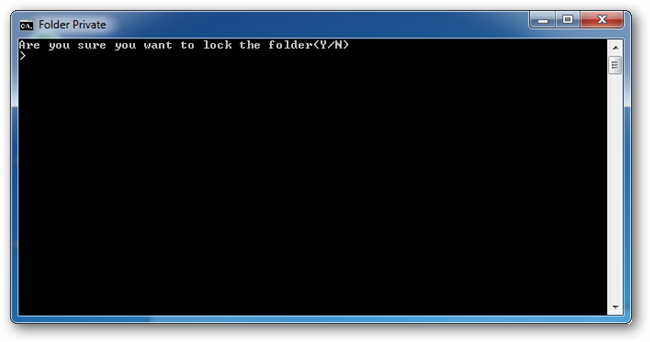 Folder Private
Are you sure you want to lock the folder(Y/N)
>